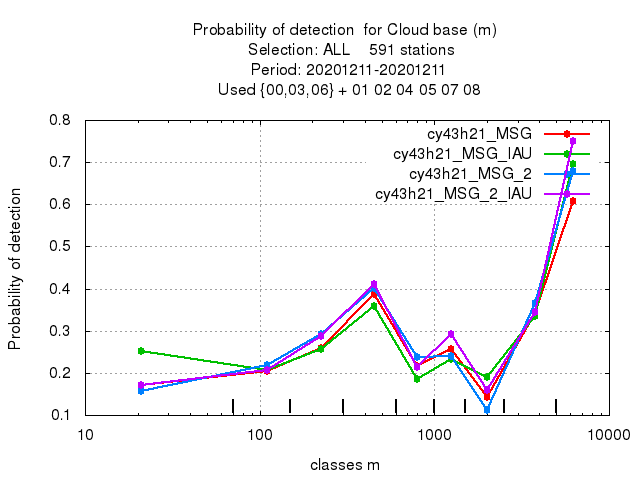 Probability of detection  for Cloud base (m)
Selection: ALL    591 stations
Period: 20201211-20201211
Used {00,03,06} + 01 02 04 05 07 08
cy43h21_MSG
cy43h21_MSG_IAU
cy43h21_MSG_2
cy43h21_MSG_2_IAU
Probability of detection
0.8
0.7
0.6
0.5
0.4
0.3
0.2
0.1
10 100 1000 10000
classes m